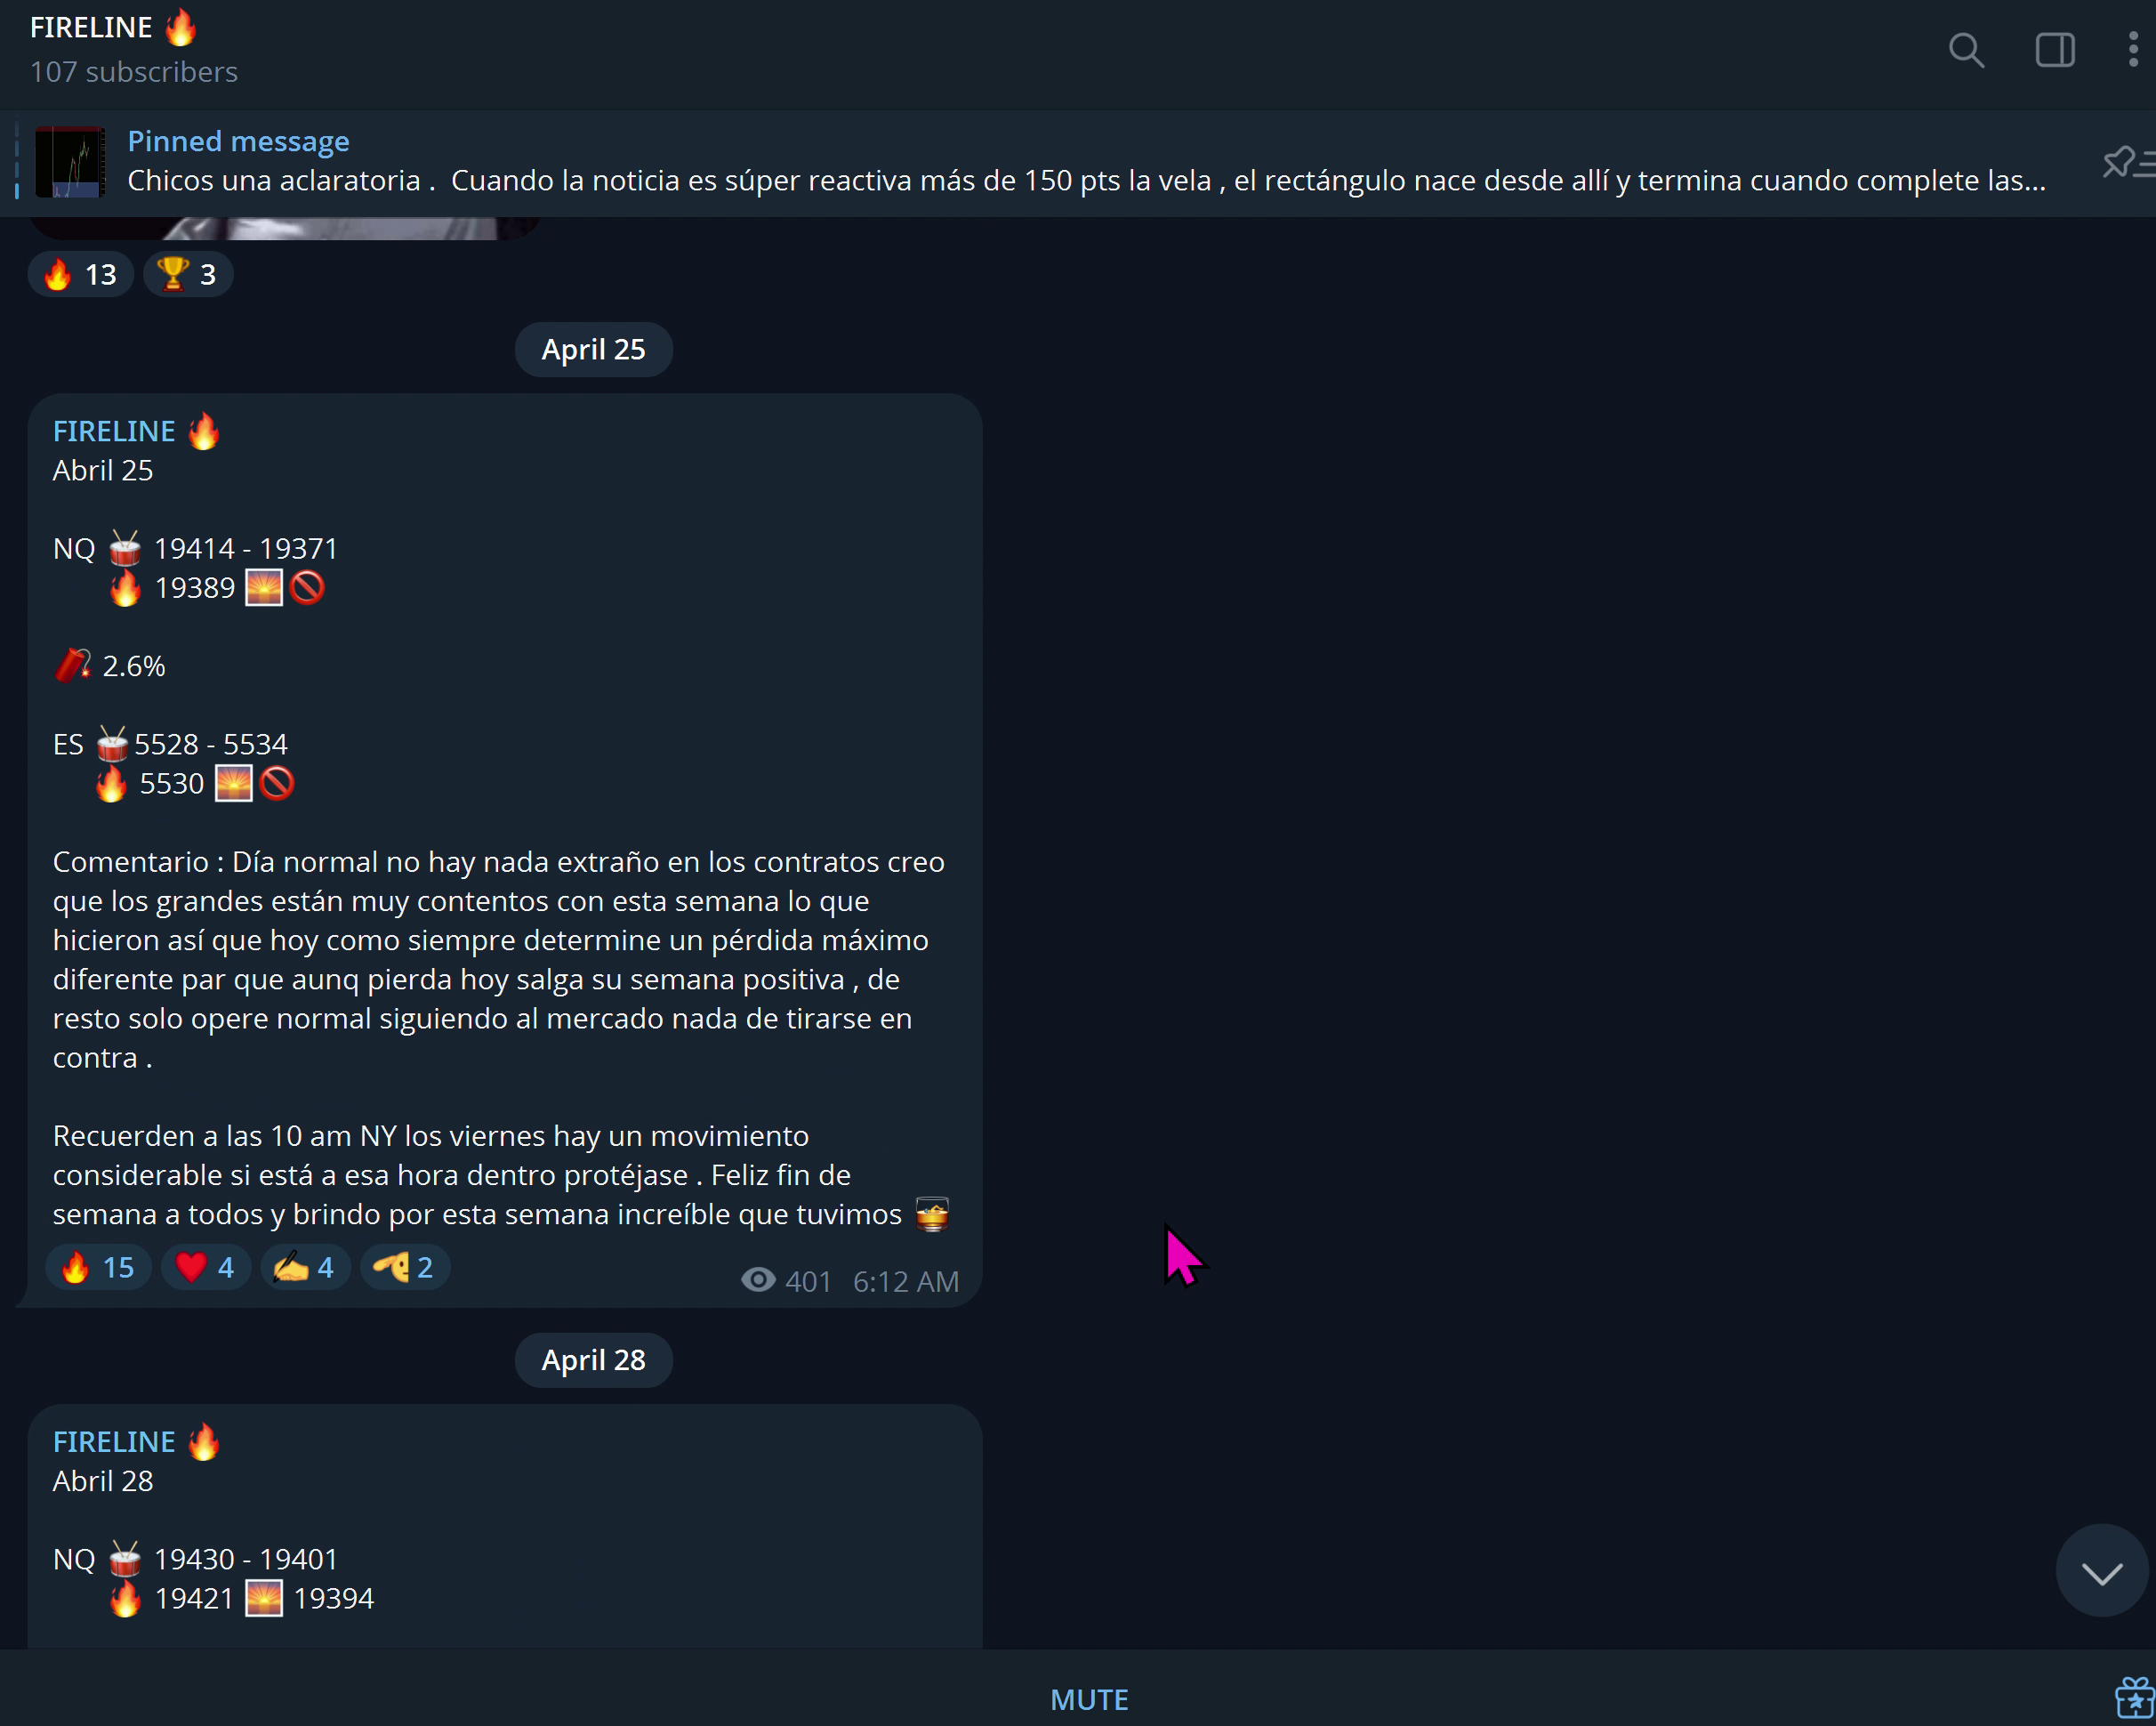 FIRELINE 🔥
107 subscribers
Pinned message
Chicos una aclaratoria .  Cuando la noticia es súper reactiva más de 150 pts la vela , el rectángulo nace desde allí y termina cuando complete las...
🔥 13 🏆 3
April 25
FIRELINE 🔥
Abril 25
NQ 🥁 19414 - 19371
🔥 19389 🌅🚫
🧨 2.6%
ES 🥁5528 - 5534
🔥 5530 🌅🚫
Comentario : Día normal no hay nada extraño en los contratos creo
que los grandes están muy contentos con esta semana lo que
hicieron así que hoy como siempre determine un pérdida máximo
diferente par que aunq pierda hoy salga su semana positiva , de
resto solo opere normal siguiendo al mercado nada de tirarse en
contra .
Recuerden a las 10 am NY los viernes hay un movimiento
considerable si está a esa hora dentro protéjase . Feliz fin de
semana a todos y brindo por esta semana increíble que tuvimos 🥃
🔥 15 ❤️ 4 ✍️ 4 🫡 2
401 6:12 AM
April 28
FIRELINE 🔥
Abril 28
NQ 🥁 19430 - 19401
🔥 19421 🌅 19394
MUTE